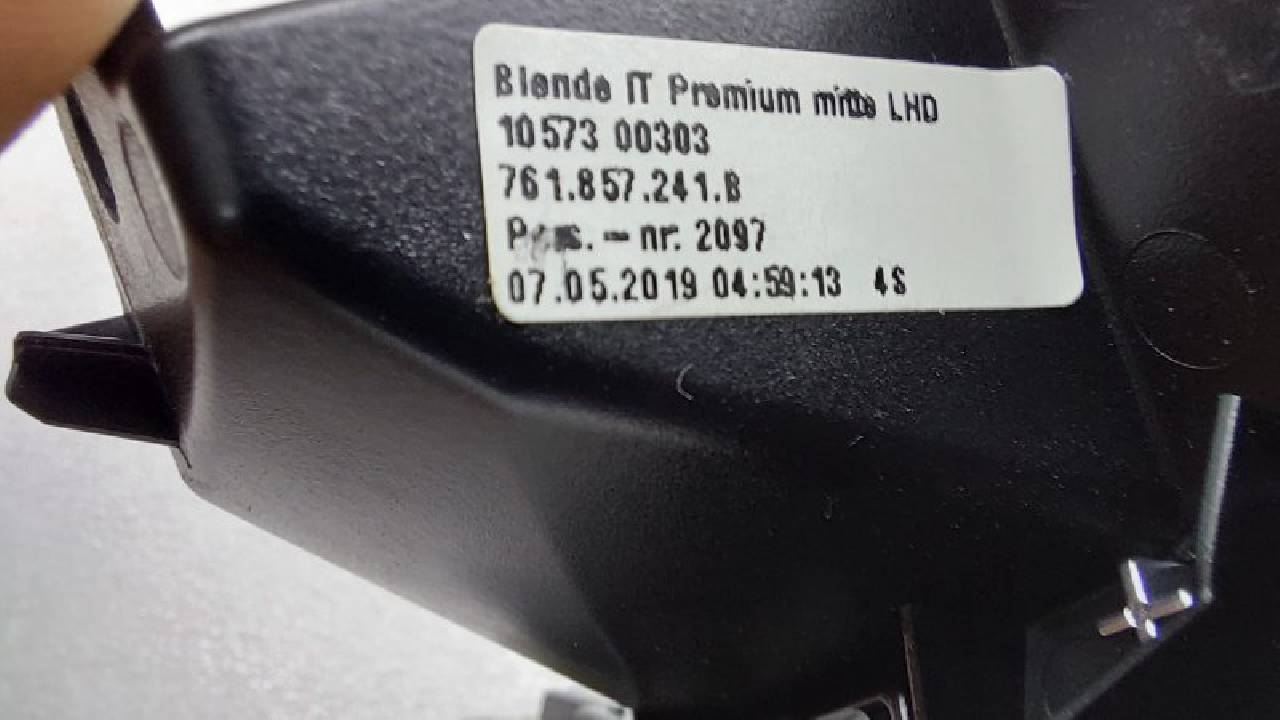 Blende IT Premium mitte LHD
10573 00303
761.857.241.B
Pers.-nr. 2097
07.05.2019 04:59:13 4S